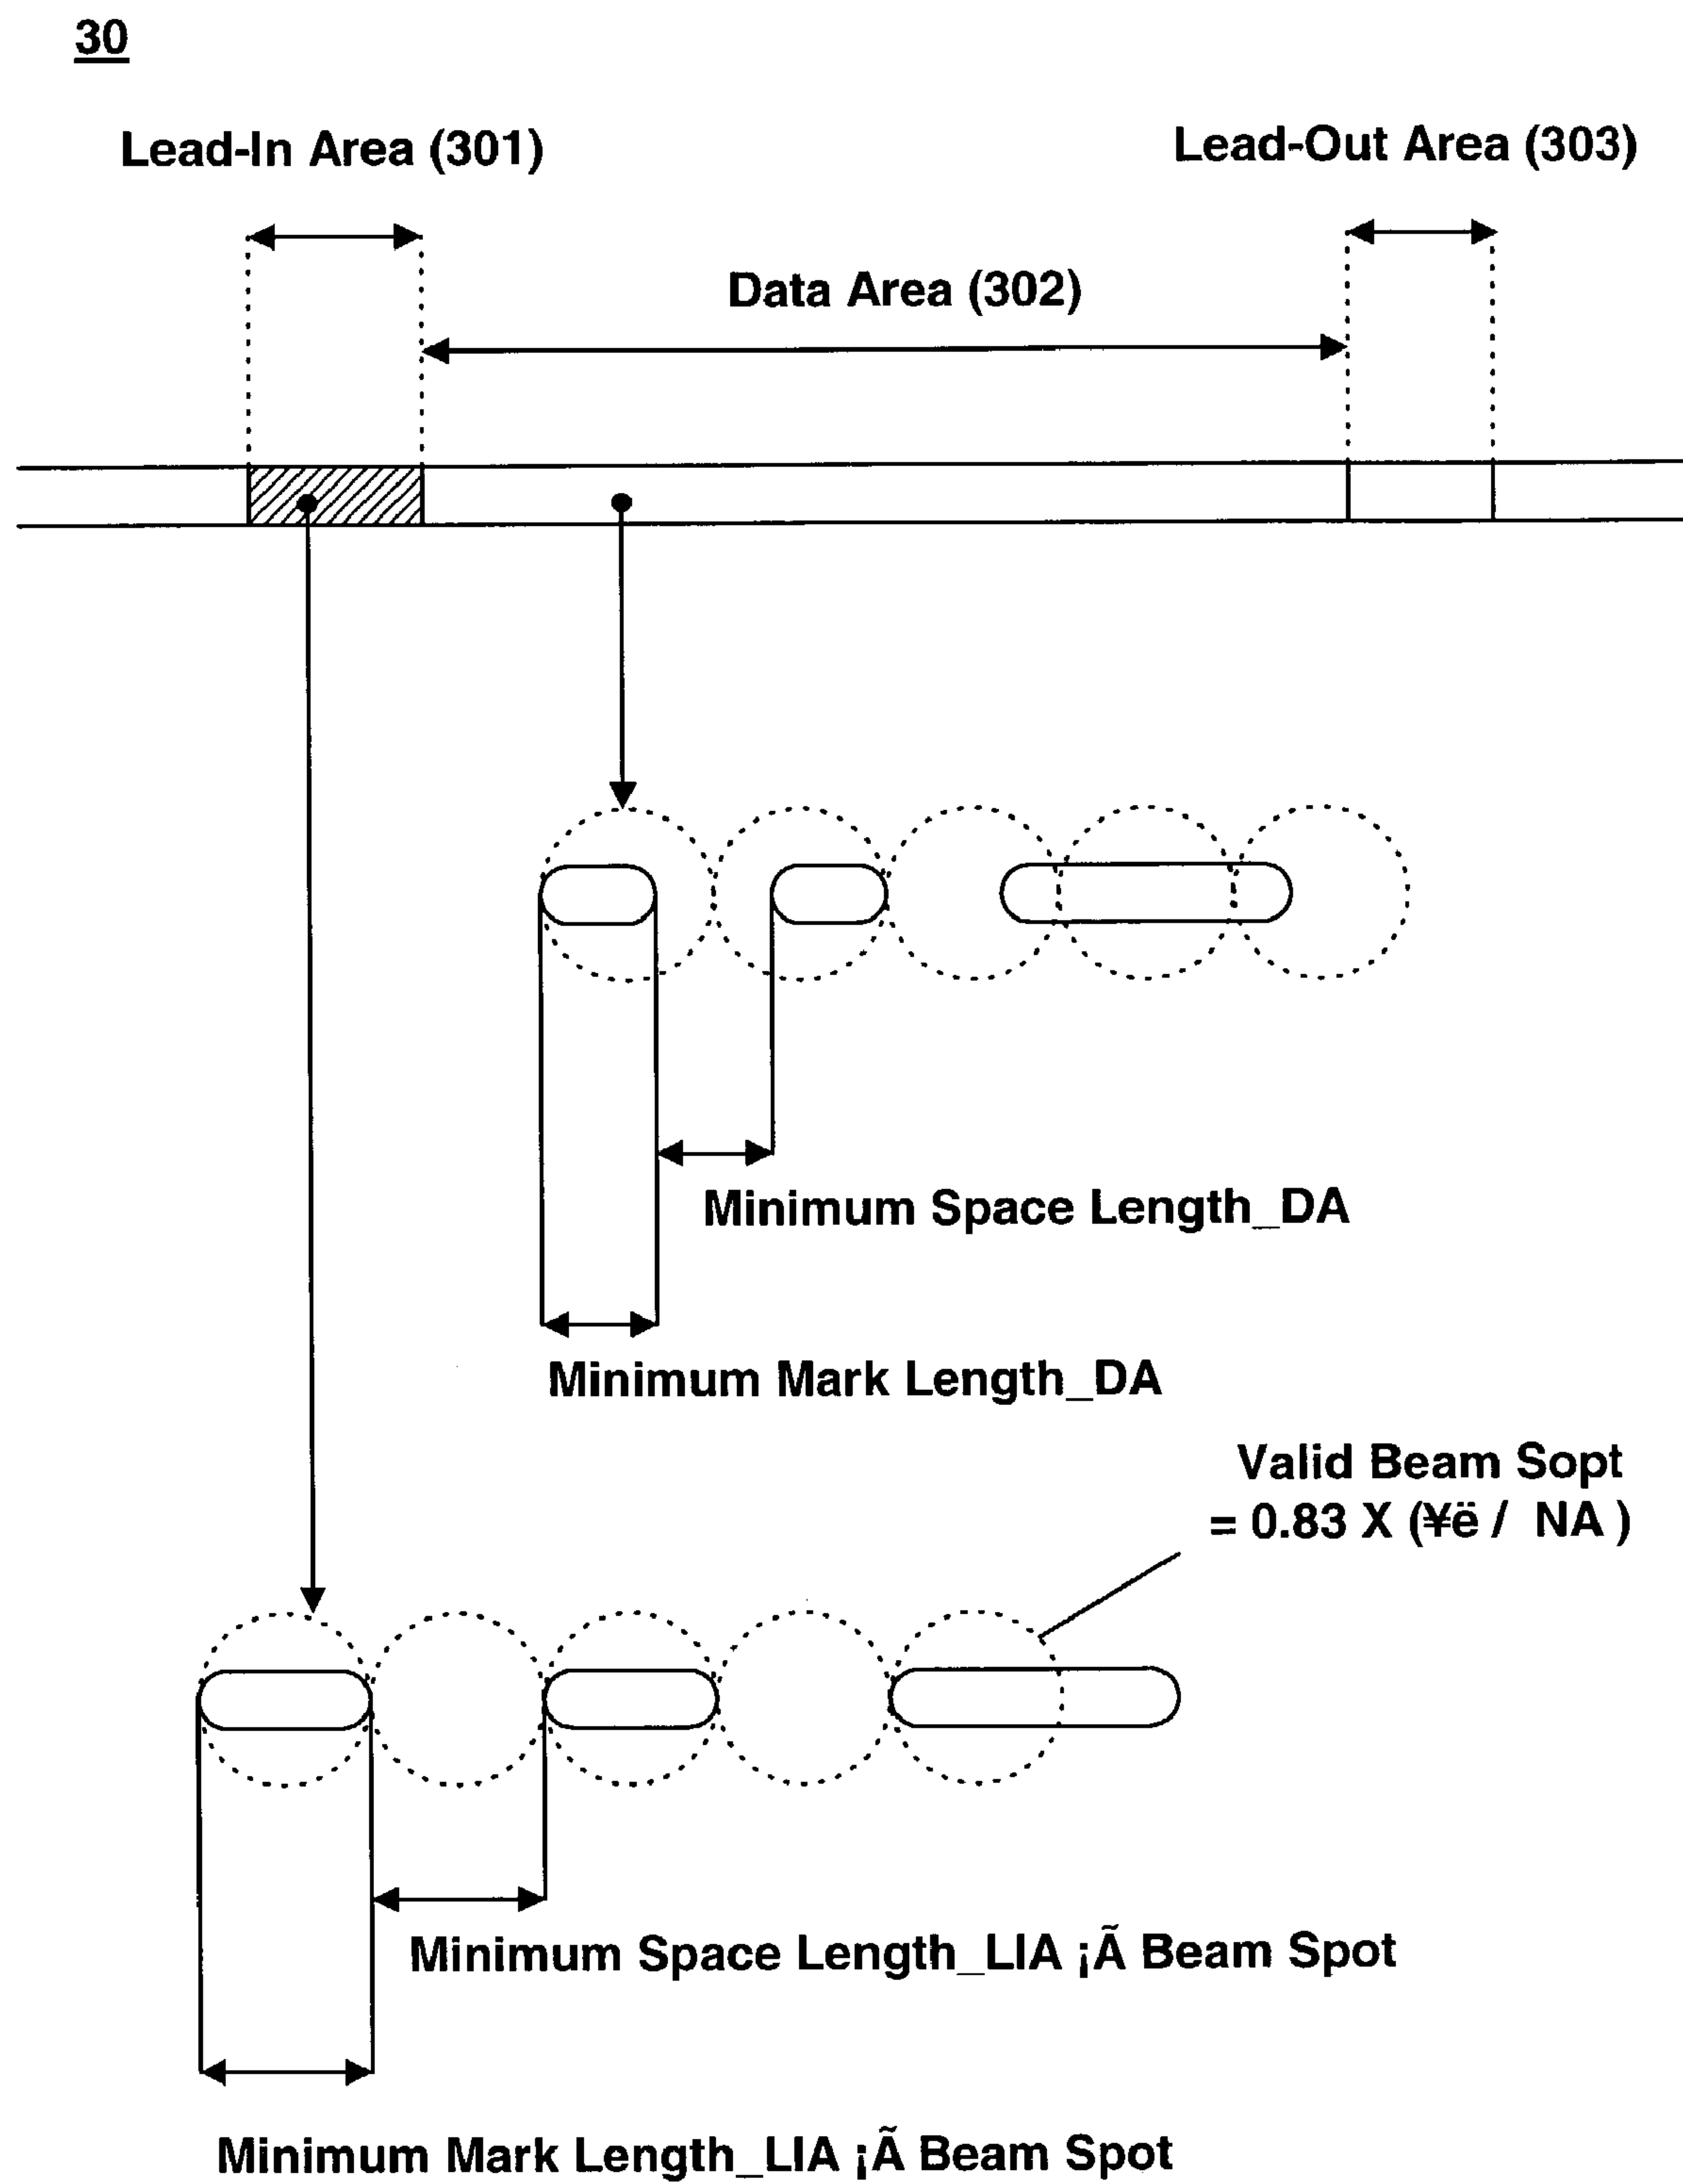 30
Lead-In Area (301)
Lead-Out Area (303)
Data Area (302)
Minimum Space Length_DA
Minimum Mark Length_DA
Valid Beam Sopt
= 0.83 X (¥ë / NA )
Minimum Space Length_LIA ¡Ã Beam Spot
Minimum Mark Length_LIA ¡Ã Beam Spot